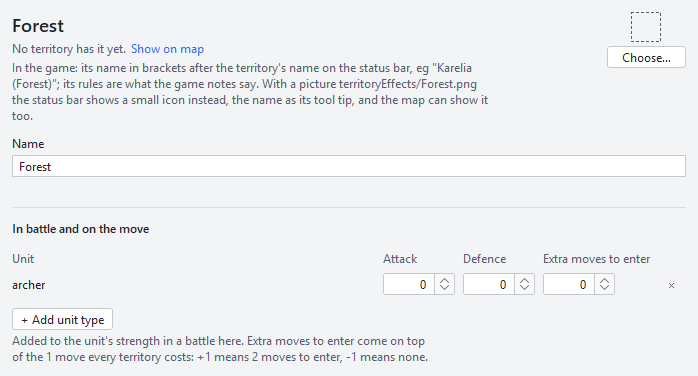 Forest
No territory has it yet. Show on map
Choose...
In the game: its name in brackets after the territory's name on the status bar, eg "Karelia
(Forest)"; its rules are what the game notes say. With a picture territoryEffects/Forest.png
the status bar shows a small icon instead, the name as its tool tip, and the map can show it
too.
Name
Forest
In battle and on the move
Unit Attack Defence Extra moves to enter
archer 0 0 0 ×
+ Add unit type
Added to the unit's strength in a battle here. Extra moves to enter come on top
of the 1 move every territory costs: +1 means 2 moves to enter, -1 means none.